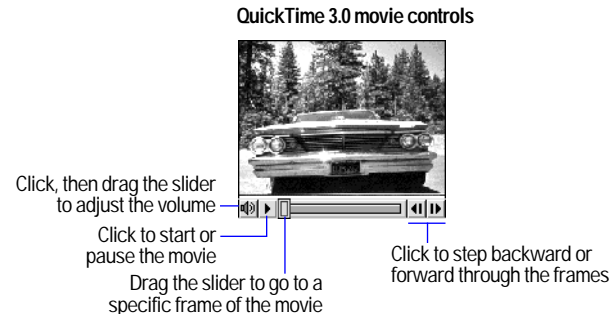 QuickTime 3.0 movie controls
Click, then drag the slider
to adjust the volume
Click to start or
pause the movie
Drag the slider to go to a
specific frame of the movie
Click to step backward or
forward through the frames